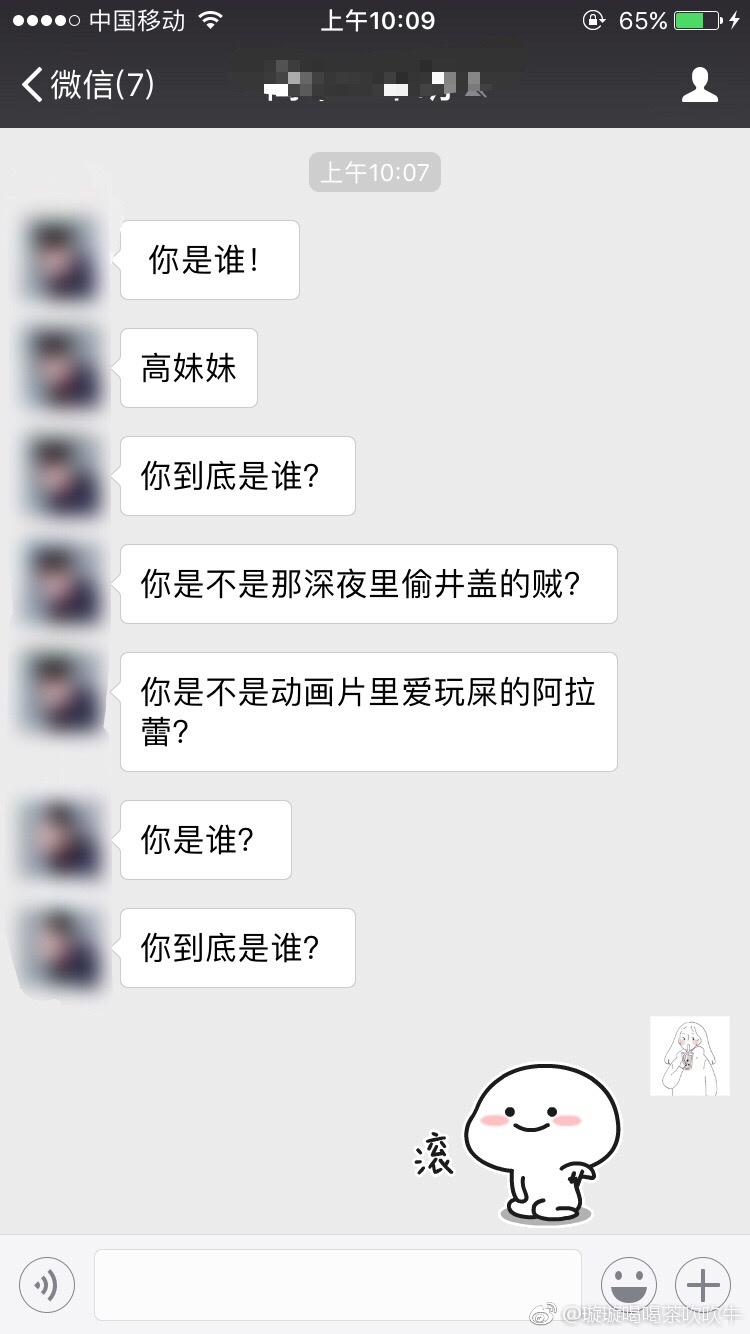 中国移动 上午10:09 65%
微信(7)
上午10:07
你是谁！
高妹妹
你到底是谁？
你是不是那深夜里偷井盖的贼？
你是不是动画片里爱玩屎的阿拉
蕾？
你是谁？
你到底是谁？
滚
@璇璇喝喝茶吹吹牛